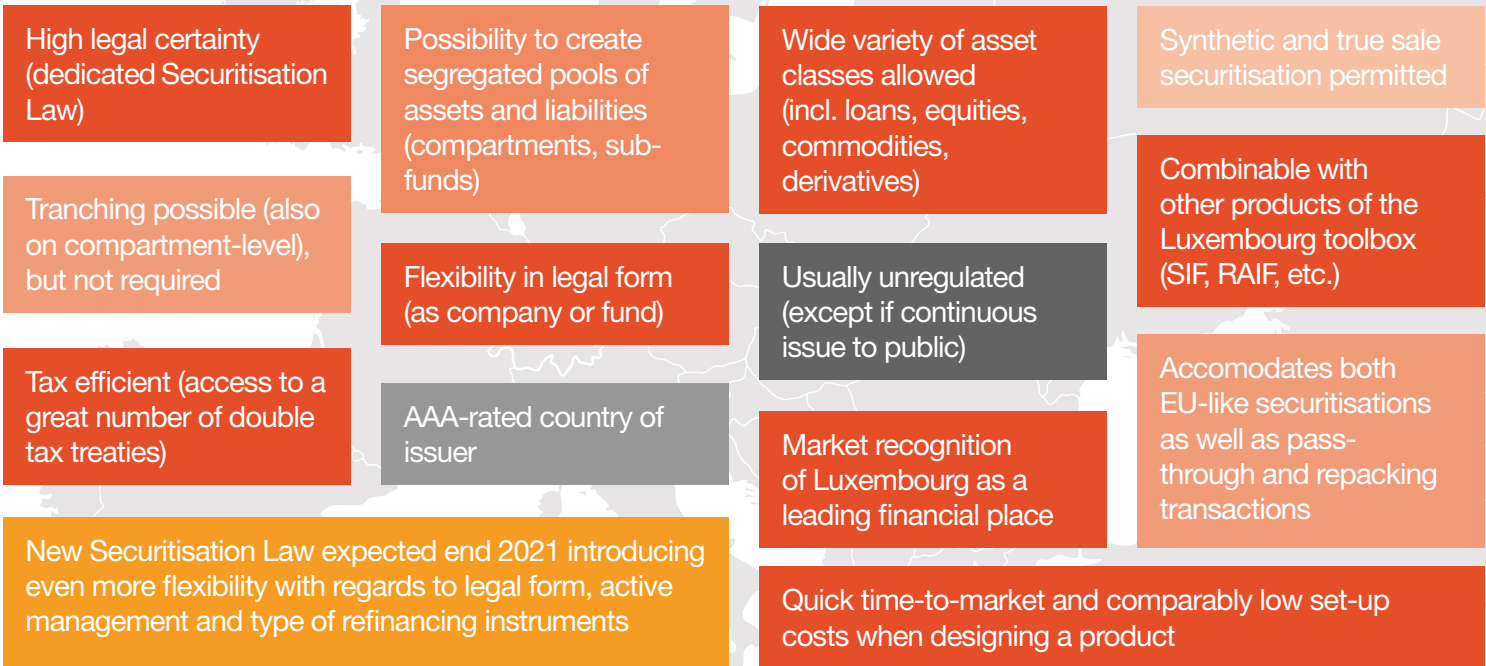 High legal certainty
(dedicated Securitisation
Law)
Tranching possible (also
on compartment-level),
but not required
Tax efficient (access to a
great number of double
tax treaties)
Possibility to create
segregated pools of
assets and liabilities
(compartments, sub-
funds)
Flexibility in legal form
(as company or fund)
AAA-rated country of
issuer
New Securitisation Law expected end 2021 introducing
even more flexibility with regards to legal form, active
management and type of refinancing instruments
Wide variety of asset
classes allowed
(incl. loans, equities,
commodities,
derivatives)
Usually unregulated
(except if continuous
issue to public)
Market recognition
of Luxembourg as a
leading financial place
Synthetic and true sale
securitisation permitted
Combinable with
other products of the
Luxembourg toolbox
(SIF, RAIF, etc.)
Accomodates both
EU-like securitisations
as well as pass-
through and repacking
transactions
Quick time-to-market and comparably low set-up
costs when designing a product